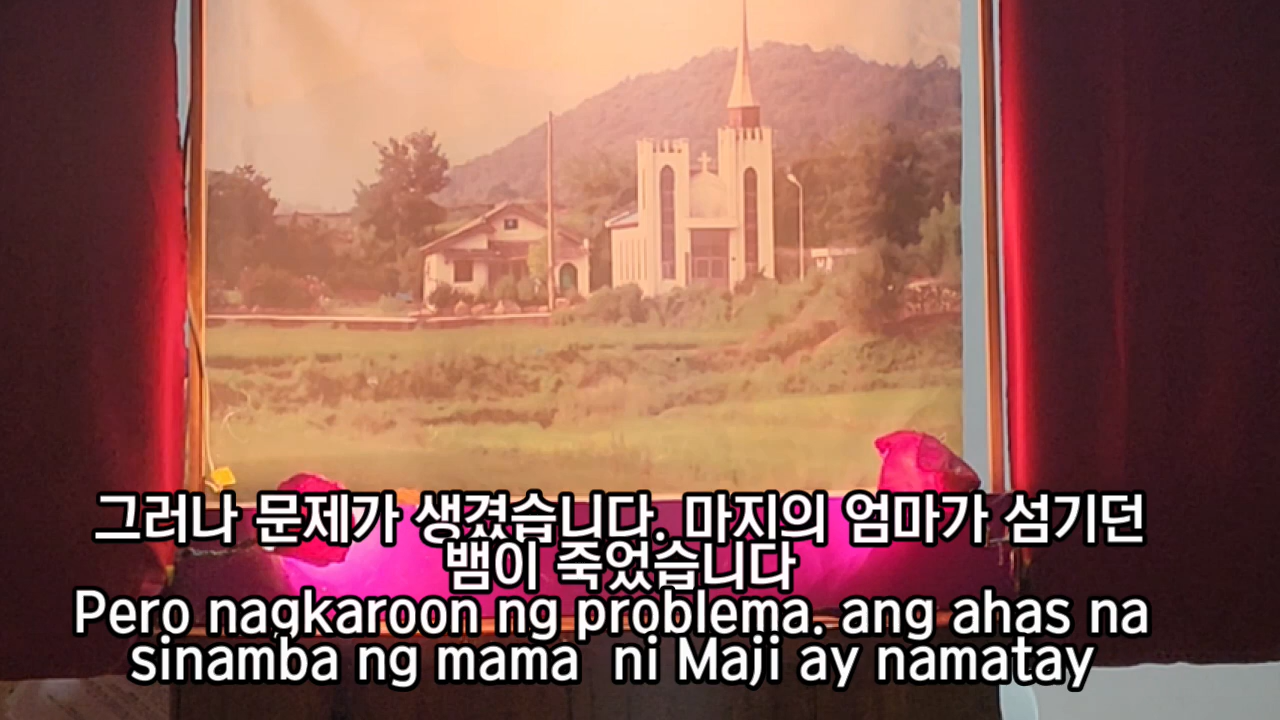 그러나 문제가 생겼습니다. 마지의 엄마가 섬기던
뱀이 죽었습니다
Pero nagkaroon ng problema. ang ahas na
sinamba ng mama  ni Maji ay namatay